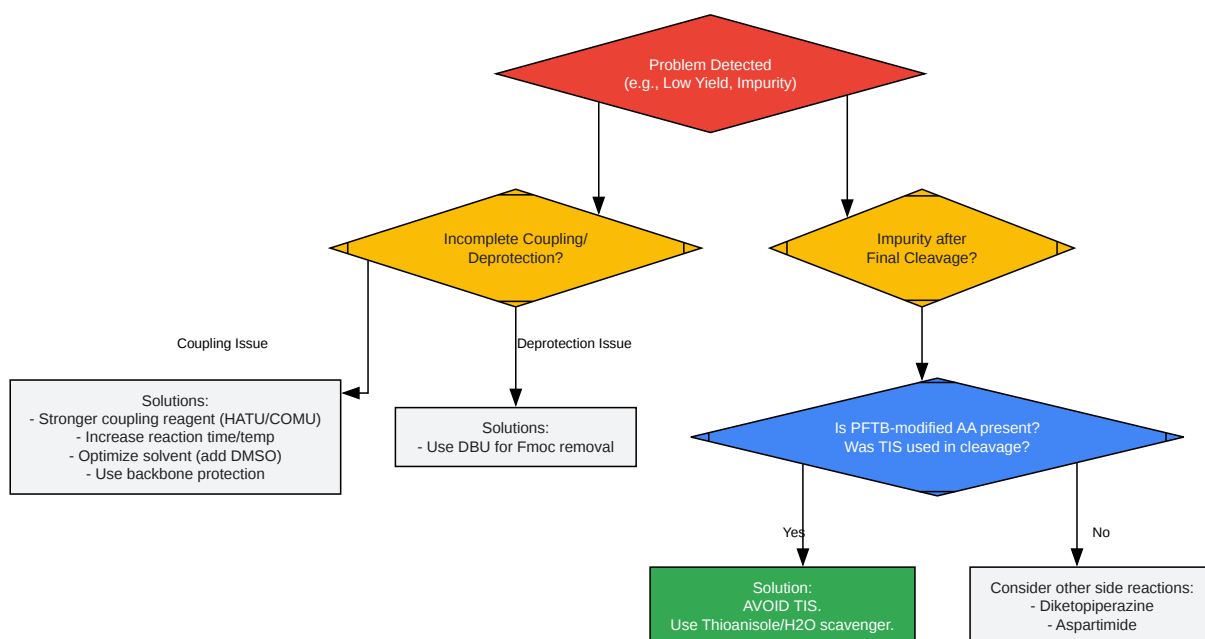 Problem Detected
(e.g., Low Yield, Impurity)
Incomplete Coupling/
Deprotection?
Impurity after
Final Cleavage?
Coupling Issue
Deprotection Issue
Solutions:
- Stronger coupling reagent (HATU/COMU)
- Increase reaction time/temp
- Optimize solvent (add DMSO)
- Use backbone protection
Solutions:
- Use DBU for Fmoc removal
Is PFTB-modified AA present?
Was TIS used in cleavage?
Yes
No
Solution:
AVOID TIS.
Use Thioanisole/H2O scavenger.
Consider other side reactions:
- Diketopiperazine
- Aspartimide